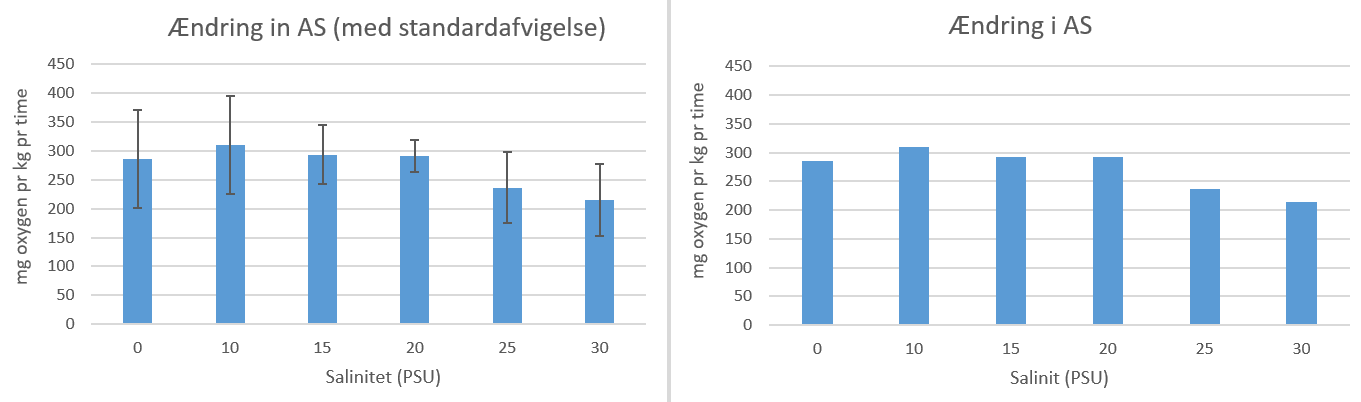 Ændring in AS (med standardafvigelse)
450
400
350
300
250
200
150
100
50
0
mg oxygen pr kg pr time
0 10 15 20 25 30
Salinitet (PSU)
Ændring i AS
450
400
350
300
250
200
150
100
50
0
mg oxygen pr kg pr time
0 10 15 20 25 30
Salinit (PSU)